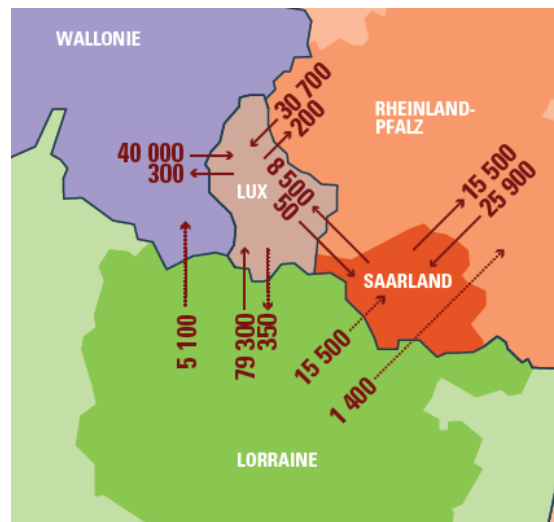 WALLONIE
30 700
200
RHEINLAND-
PFALZ
40 000
300
LUX
8 500
50
15 500
25 900
SAARLAND
5 100
79 300
350
15 500
1 400
LORRAINE